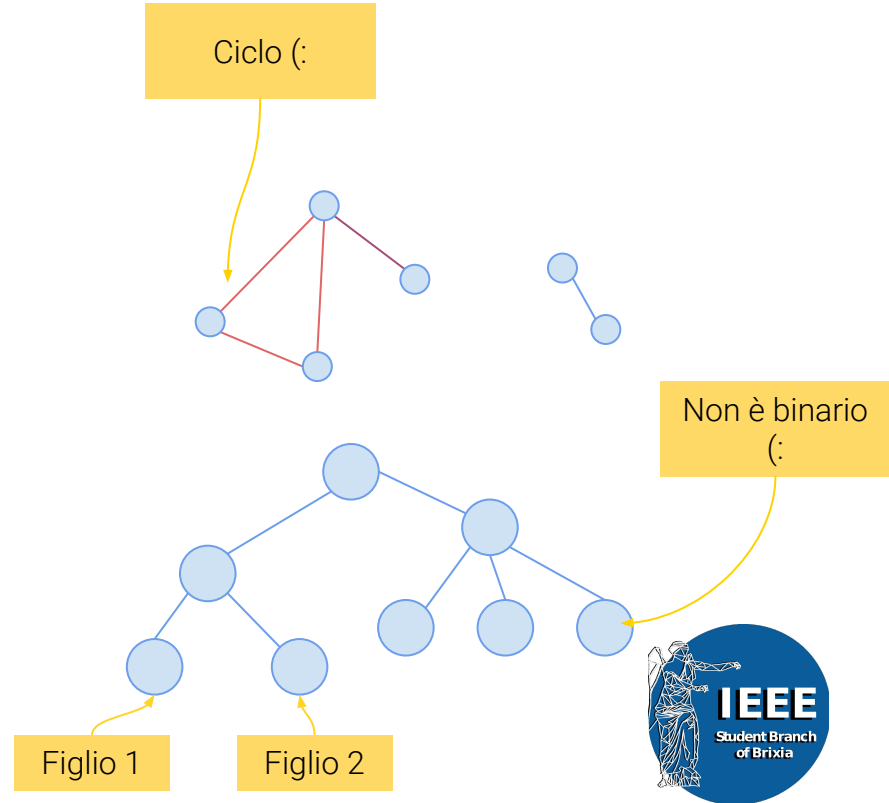 Ciclo (:
Non è binario
(:
IEEE
Student Branch
of Brixia
Figlio 1
Figlio 2